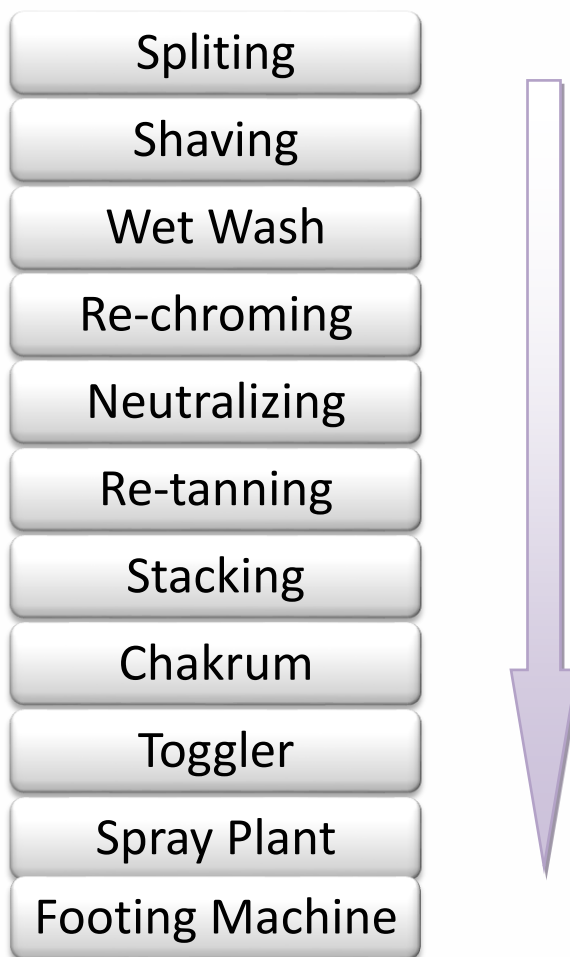 Spliting
Shaving
Wet Wash
Re-chroming
Neutralizing
Re-tanning
Stacking
Chakrum
Toggler
Spray Plant
Footing Machine